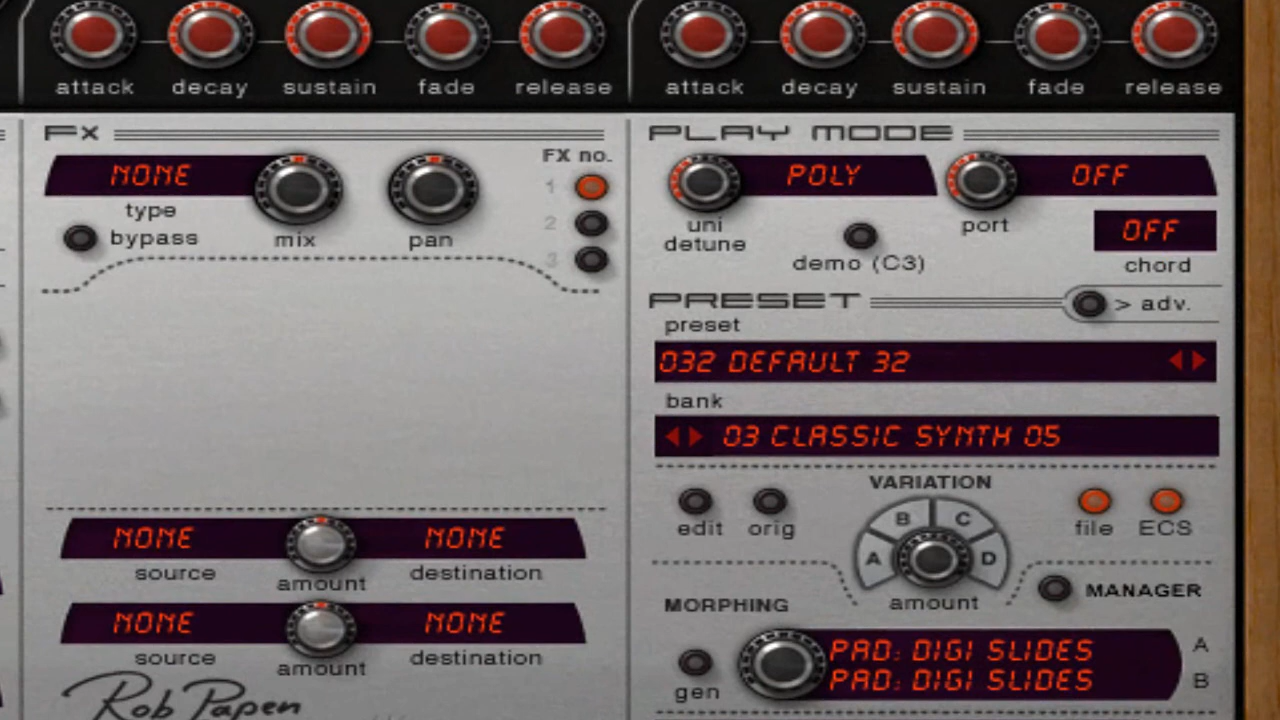 attack decay sustain fade release attack decay sustain fade release
FX
NONE
type
bypass
mix
pan
FX no.
1
2
3
NONE NONE
source amount destination
NONE NONE
source amount destination
Rob Papen
PLAY MODE
POLY OFF
uni
detune
port
OFF
demo (C3)
chord
PRESET
> adv.
preset
032 DEFAULT 32
bank
03 CLASSIC SYNTH 05
VARIATION
edit orig
A B C D
file ECS
amount
MANAGER
MORPHING
PAD: DIGI SLIDES A
PAD: DIGI SLIDES B
gen